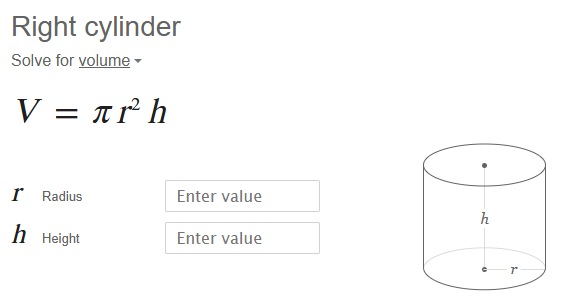 Right cylinder
Solve for volume
V = π r² h
r Radius Enter value
h Height Enter value
h
r